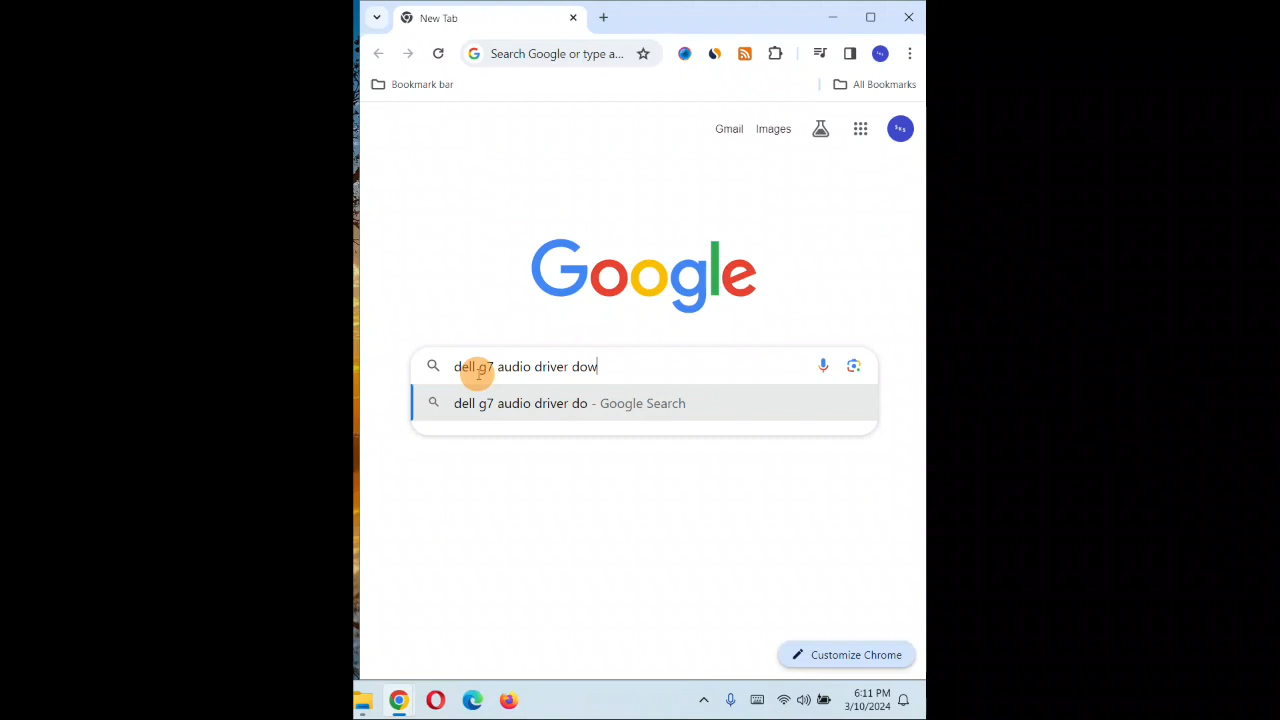 New Tab
Search Google or type a...
Bookmark bar
All Bookmarks
Gmail Images
SKS
Google
dell g7 audio driver dow
dell g7 audio driver do - Google Search
Customize Chrome
6:11 PM
3/10/2024